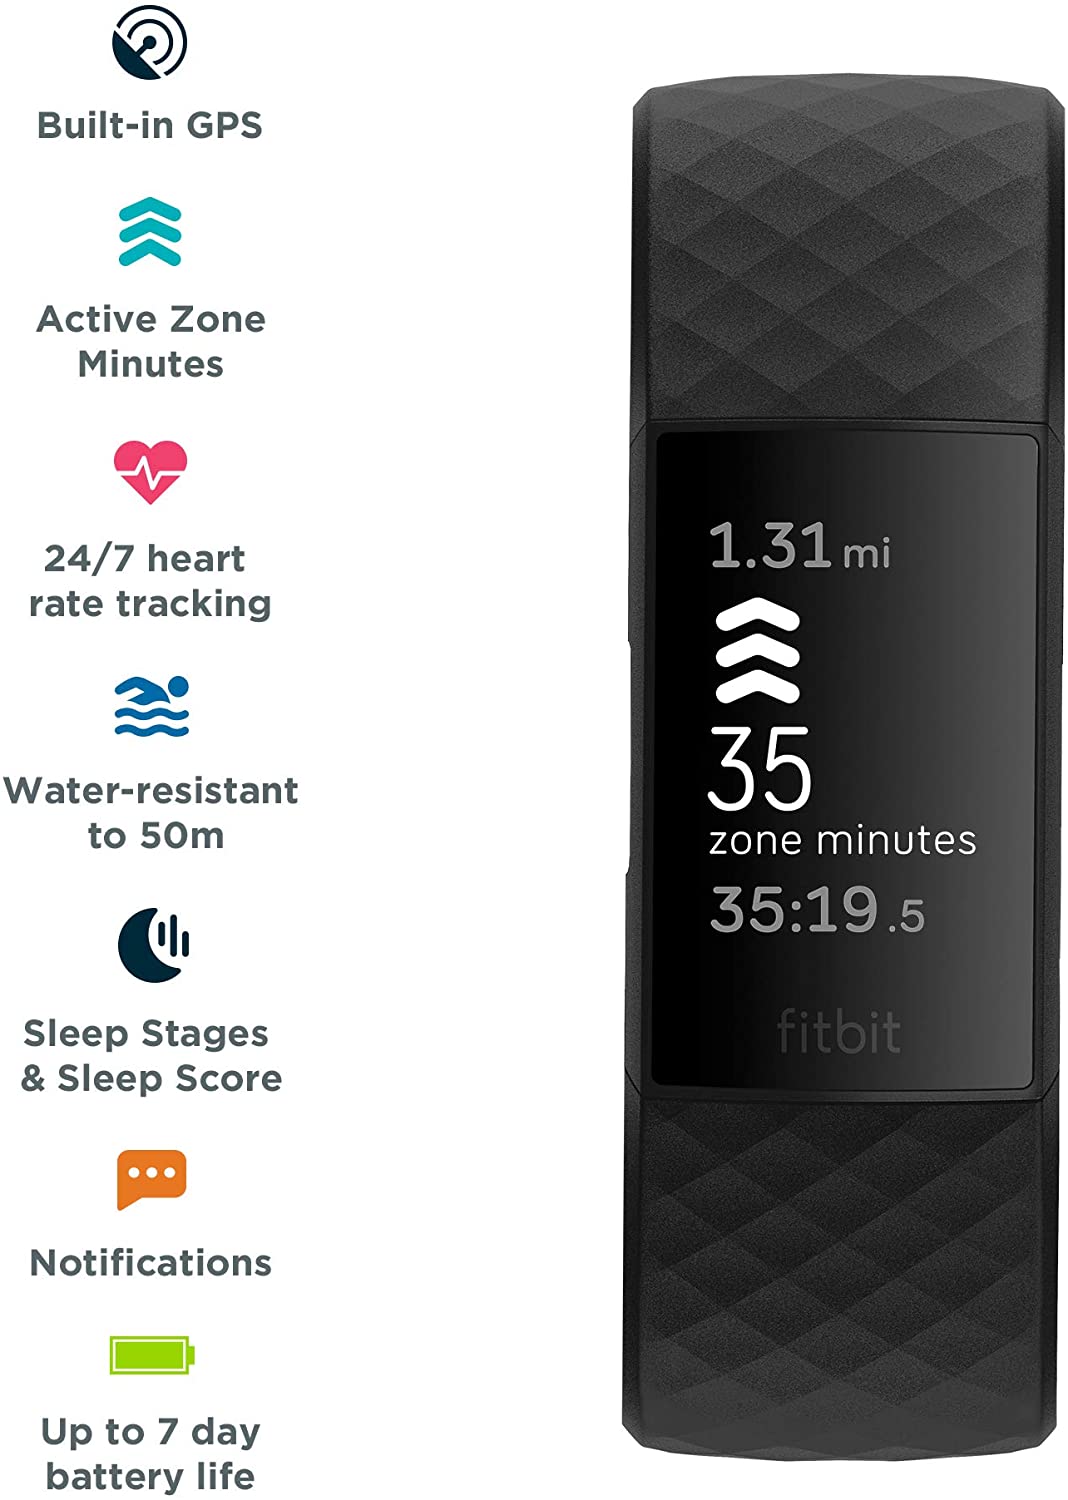 Built-in GPS
Active Zone
Minutes
24/7 heart
rate tracking
Water-resistant
to 50m
Sleep Stages
& Sleep Score
Notifications
Up to 7 day
battery life
1.31 mi
35
zone minutes
35:19.5
fitbit